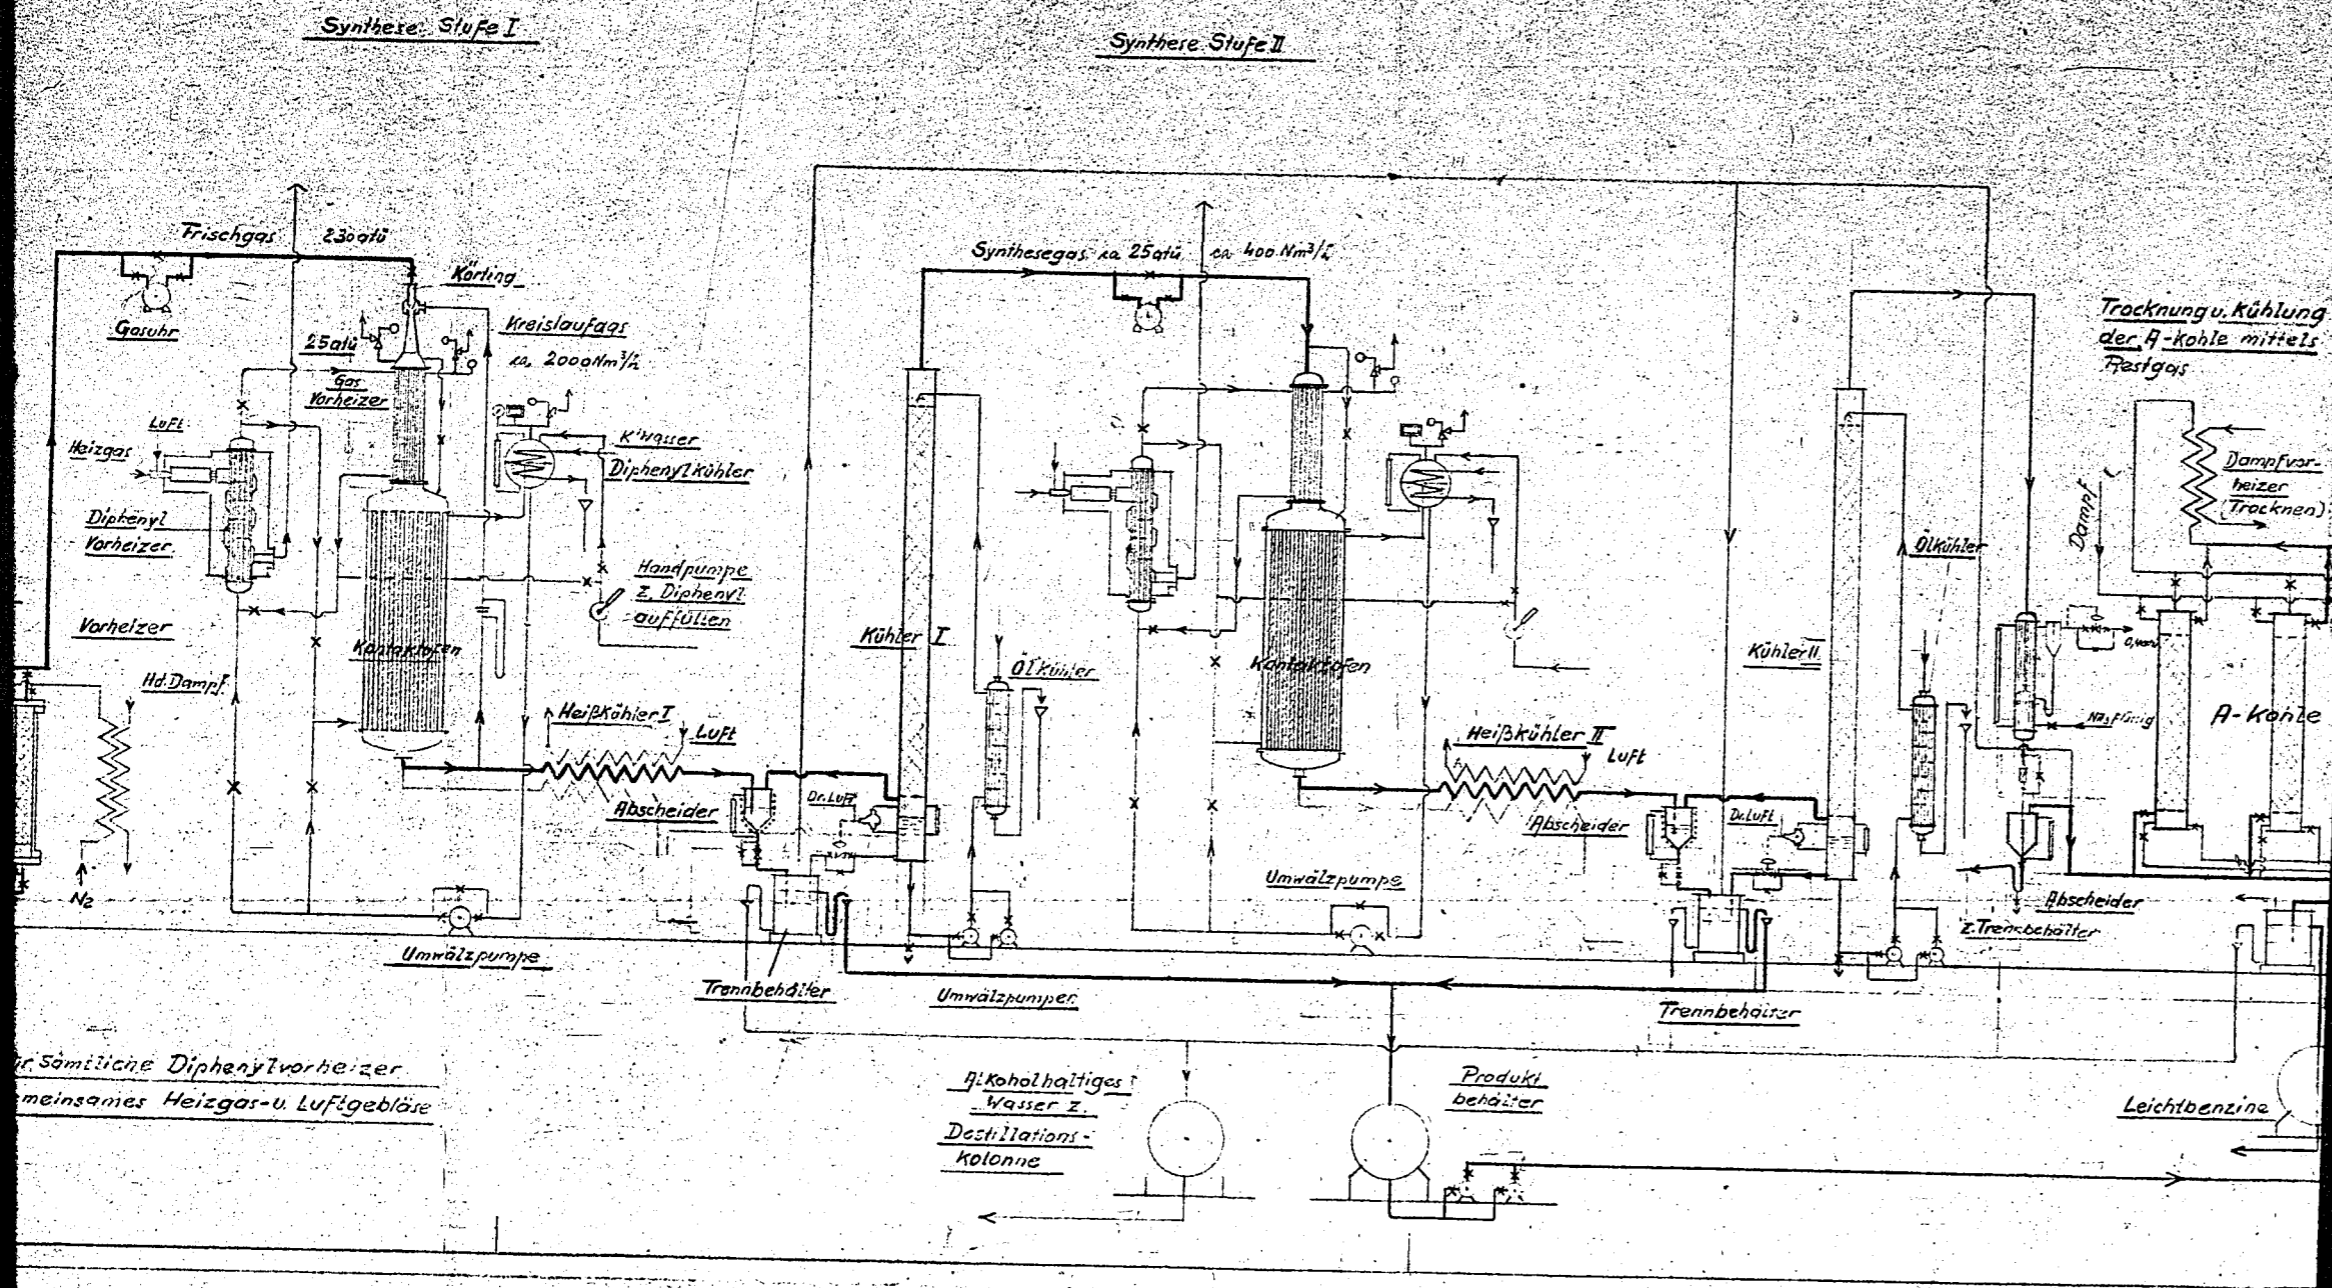 Synthese Stufe I
Synthese Stufe II
Frischgas 230 atü
Körting
Gasuhr
25 atü
Kreislaufgas
ca. 2000 Nm³/h
Gas
Vorheizer
Luft
Heizgas
K'Wasser
Diphenylkühler
Diphenyl
Vorheizer
Handpumpe
z. Diphenyl
auffüllen
Vorheizer
Kontaktofen
Hd. Dampf
Heißkühler I
Luft
Abscheider
Dr. Luft
N2
Umwälzpumpe
Trennbehälter
Kühler I
Ölkühler
Umwälzpumpen
Synthesegas ca 25 atü ca 400 Nm³/h
Kontaktofen
Heißkühler II
Luft
Abscheider
Dr. Luft
Umwälzpumpe
Trennbehälter
Kühler II
Ölkühler
Abscheider
z. Trennbehälter
Trocknung u. Kühlung
der A-Kohle mittels
Restgas
Dampfvor-
heizer
(Trocknen)
Dampf
A-Kohle
Sämtliche Diphenylvorheizer
meinsames Heizgas- u. Luftgebläse
Alkoholhaltiges
Wasser z.
Destillations-
kolonne
Produkt
behälter
Leichtbenzine